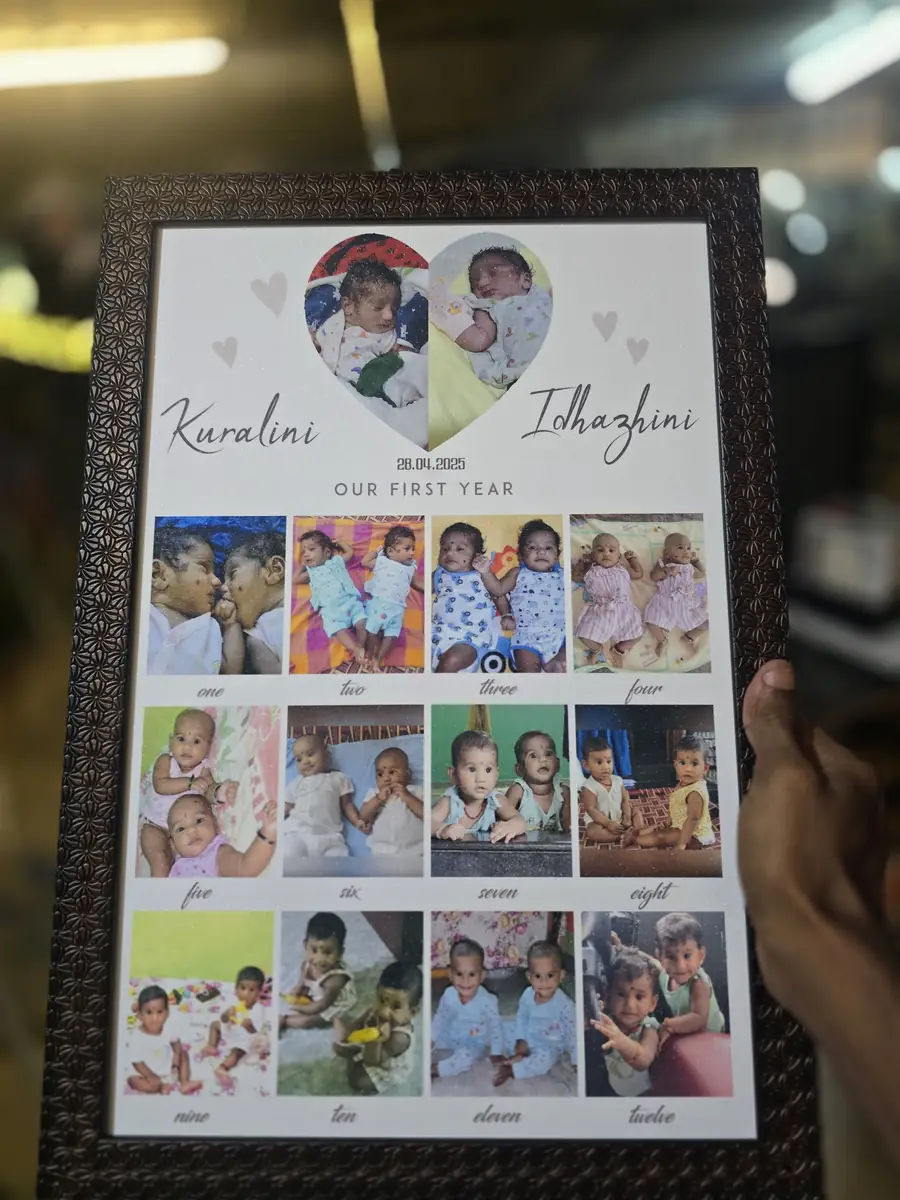 Kuralini
Idhazhini
28.04.2025
OUR FIRST YEAR
one two three four
five six seven eight
nine ten eleven twelve